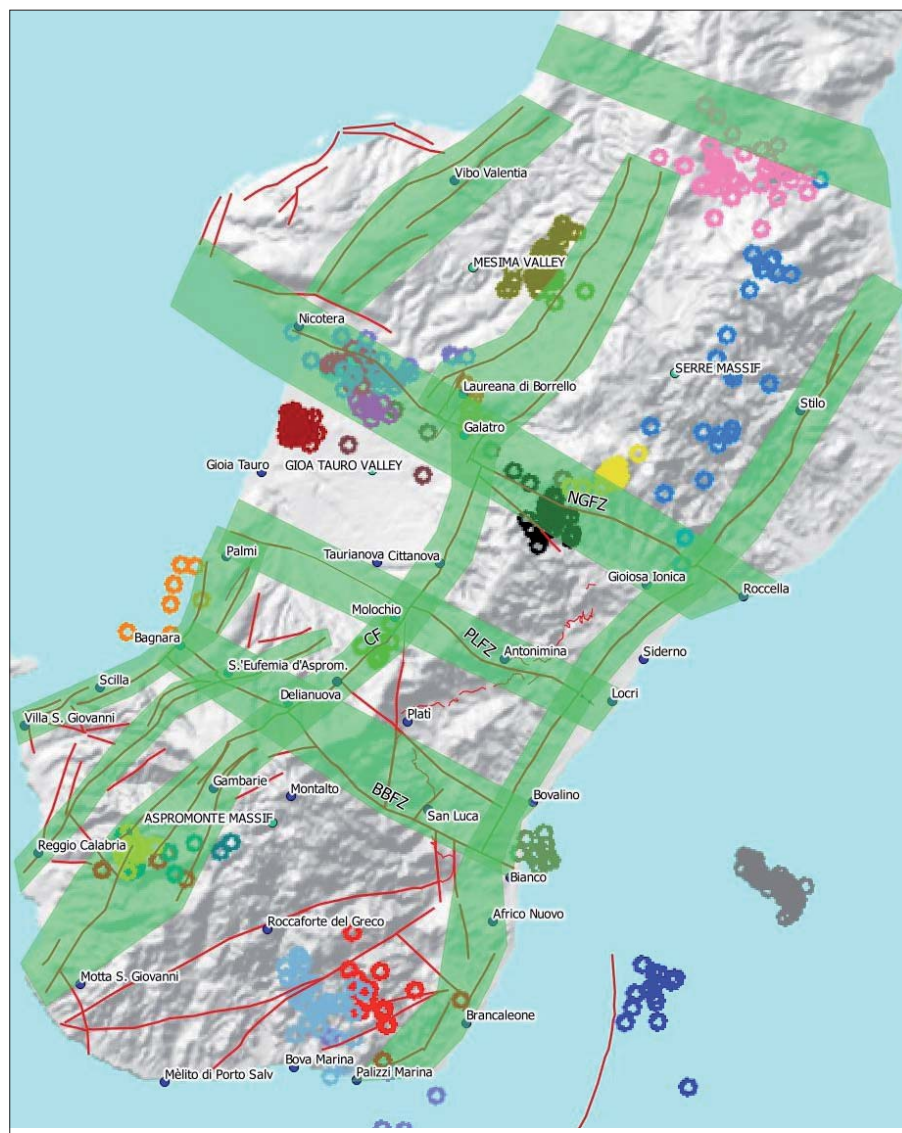 Vibo Valentia
MESIMA VALLEY
Nicotera
SERRE MASSIF
Laureana di Borrello
Stilo
Galatro
Gioia Tauro
GIOA TAURO VALLEY
NGFZ
Palmi
Taurianova
Cittanova
Gioiosa Ionica
Roccella
Molochio
CF
PLFZ
Bagnara
Antonimina
Siderno
S.'Eufemia d'Asprom.
Scilla
Delianuova
Locri
Villa S. Giovanni
Platì
Gambarie
Montalto
BBFZ
Bovalino
San Luca
ASPROMONTE MASSIF
Reggio Calabria
Bianco
Africo Nuovo
Roccaforte del Greco
Motta S. Giovanni
Brancaleone
Bova Marina
Mèlito di Porto Salv
Palizzi Marina